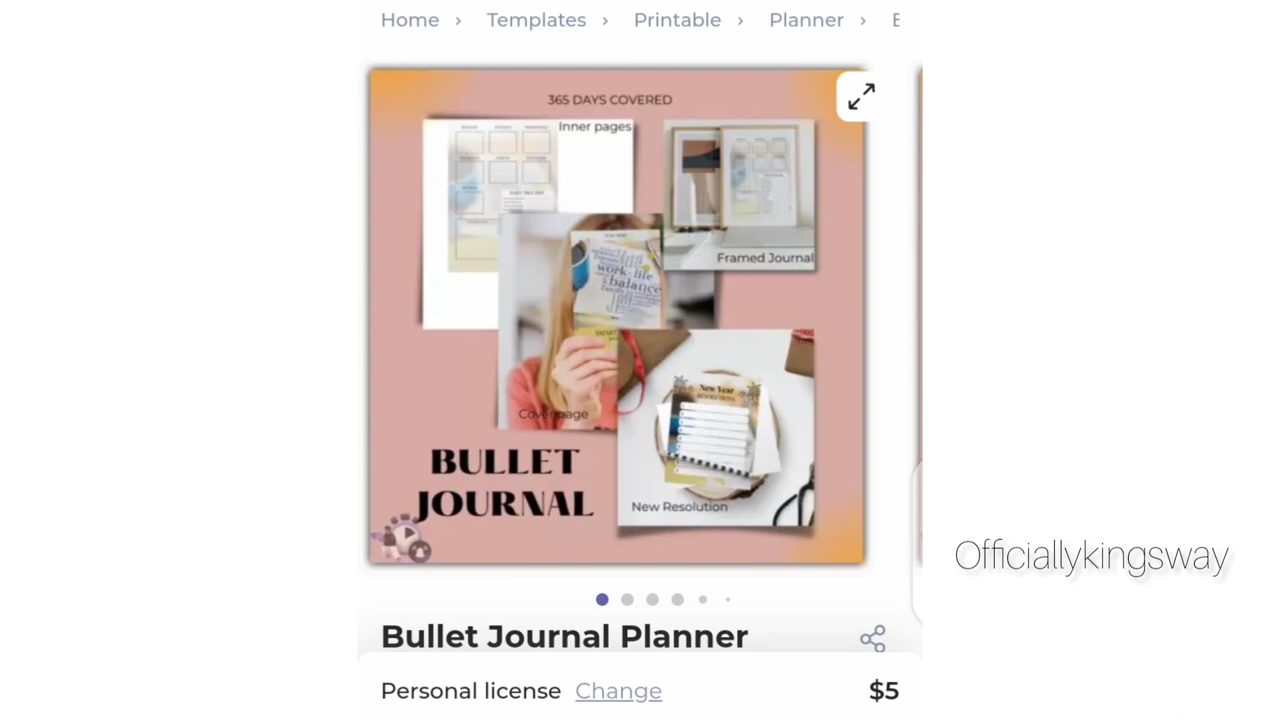 Home › Templates › Printable › Planner ›
365 DAYS COVERED
Inner pages
Framed Journal
work-life
balance
Cover page
New Year
RESOLUTIONS
BULLET
JOURNAL
New Resolution
Officiallykingsway
Bullet Journal Planner
Personal license Change $5